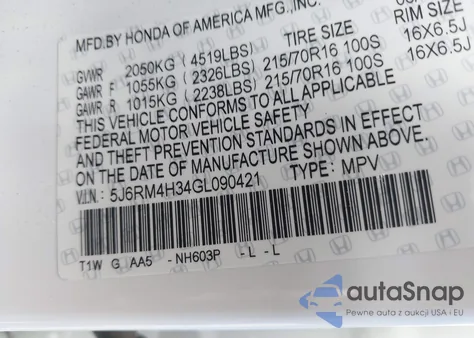 MFD.BY HONDA OF AMERICA MFG.,INC.
TIRE SIZE RIM SIZE
GVWR 2050KG ( 4519LBS)
GAWR F 1055KG ( 2326LBS) 215/70R16 100S 16X6.5J
GAWR R 1015KG ( 2238LBS) 215/70R16 100S 16X6.5J
THIS VEHICLE CONFORMS TO ALL APPLICABLE
FEDERAL MOTOR VEHICLE SAFETY
AND THEFT PREVENTION STANDARDS IN EFFECT
ON THE DATE OF MANUFACTURE SHOWN ABOVE.
V.I.N.: 5J6RM4H34GL090421 TYPE: MPV
T1W G AA5 - NH603P - L - L
autoSnap
Pewne auto z aukcji USA i EU